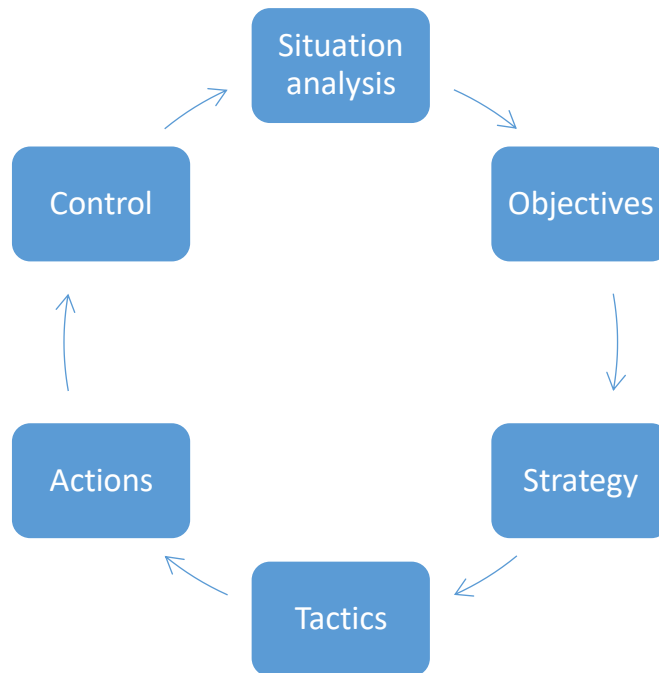 Situation
analysis
Objectives
Strategy
Tactics
Actions
Control